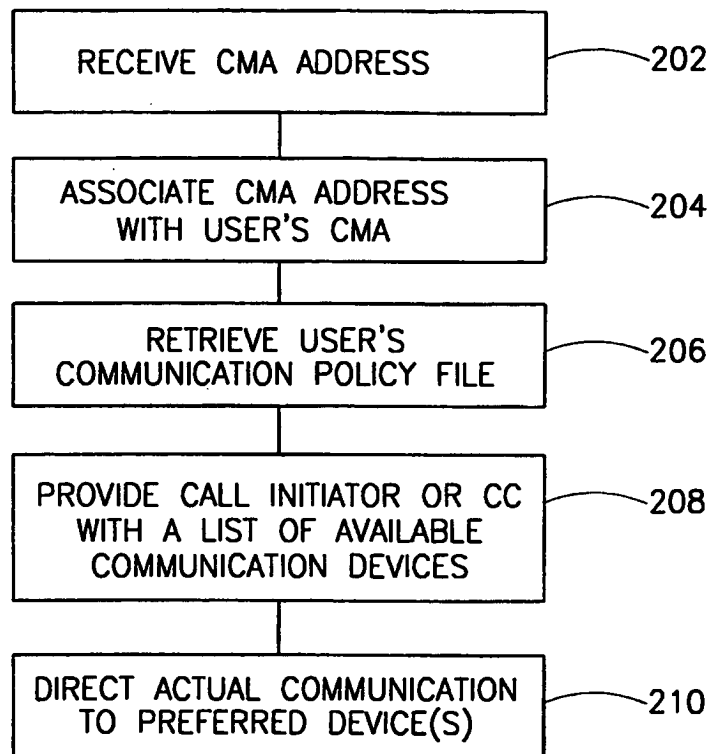 RECEIVE CMA ADDRESS
202
ASSOCIATE CMA ADDRESS
WITH USER'S CMA
204
RETRIEVE USER'S
COMMUNICATION POLICY FILE
206
PROVIDE CALL INITIATOR OR CC
WITH A LIST OF AVAILABLE
COMMUNICATION DEVICES
208
DIRECT ACTUAL COMMUNICATION
TO PREFERRED DEVICE(S)
210